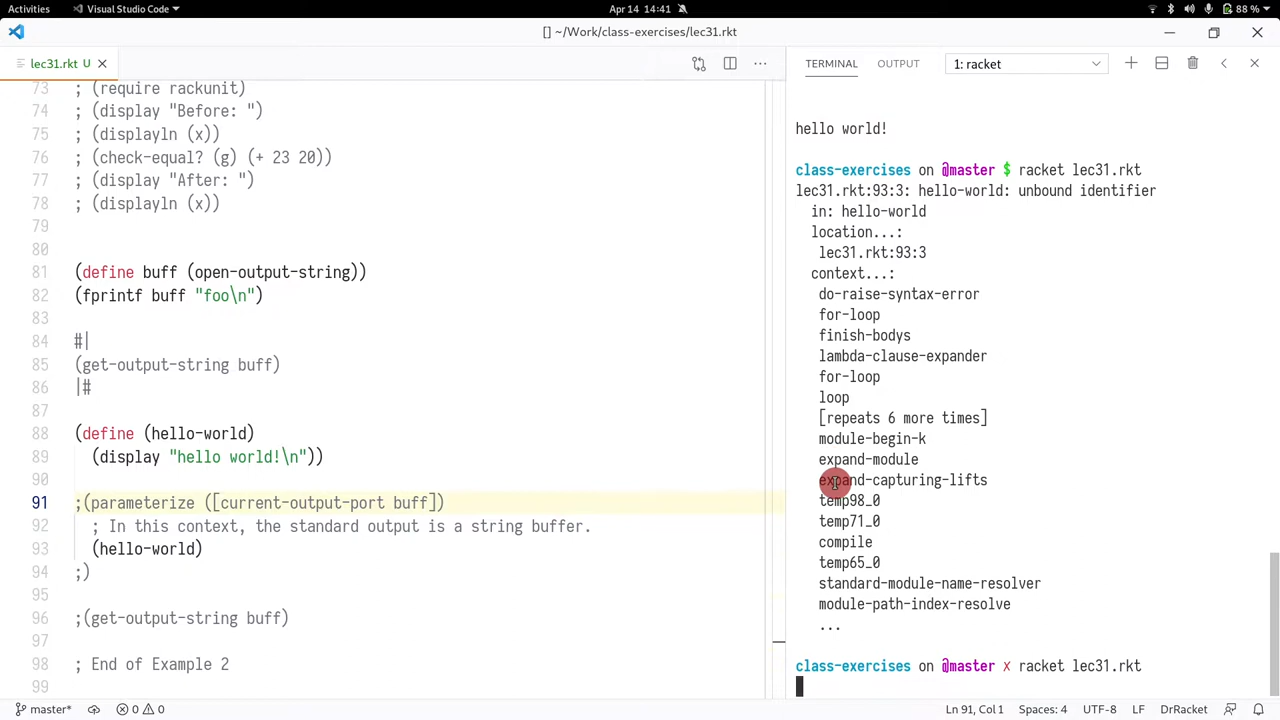 Activities
Visual Studio Code
Apr 14 14:41
88 %
[] ~/Work/class-exercises/lec31.rkt
lec31.rkt U
73 ; (require rackunit)
74 ; (display "Before: ")
75 ; (displayln (x))
76 ; (check-equal? (g) (+ 23 20))
77 ; (display "After: ")
78 ; (displayln (x))
79
80
81 (define buff (open-output-string))
82 (fprintf buff "foo\n")
83
84 #|
85 (get-output-string buff)
86 |#
87
88 (define (hello-world)
89 (display "hello world!\n"))
90
91 ;(parameterize ([current-output-port buff])
92 ; In this context, the standard output is a string buffer.
93 (hello-world)
94 ;)
95
96 ;(get-output-string buff)
97
98 ; End of Example 2
99
TERMINAL
OUTPUT
1: racket
hello world!
class-exercises on @master $ racket lec31.rkt
lec31.rkt:93:3: hello-world: unbound identifier
in: hello-world
location...:
lec31.rkt:93:3
context...:
do-raise-syntax-error
for-loop
finish-bodys
lambda-clause-expander
for-loop
loop
[repeats 6 more times]
module-begin-k
expand-module
expand-capturing-lifts
temp98_0
temp71_0
compile
temp65_0
standard-module-name-resolver
module-path-index-resolve
...
class-exercises on @master x racket lec31.rkt
master*
0
0
Ln 91, Col 1
Spaces: 4
UTF-8
LF
DrRacket